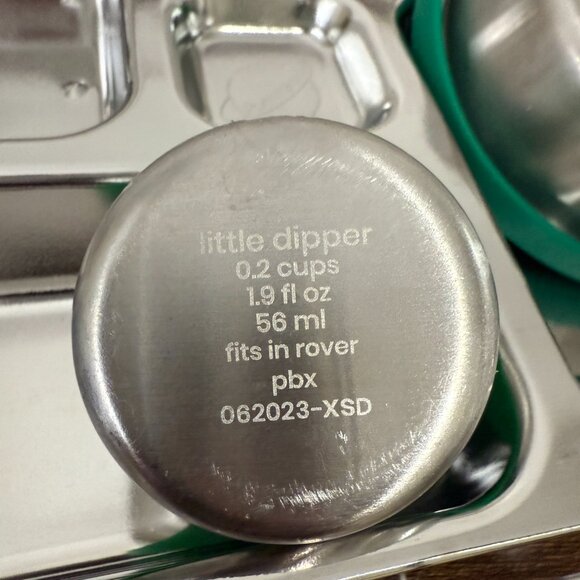 little dipper
0.2 cups
1.9 fl oz
56 ml
fits in rover
pbx
062023-XSD